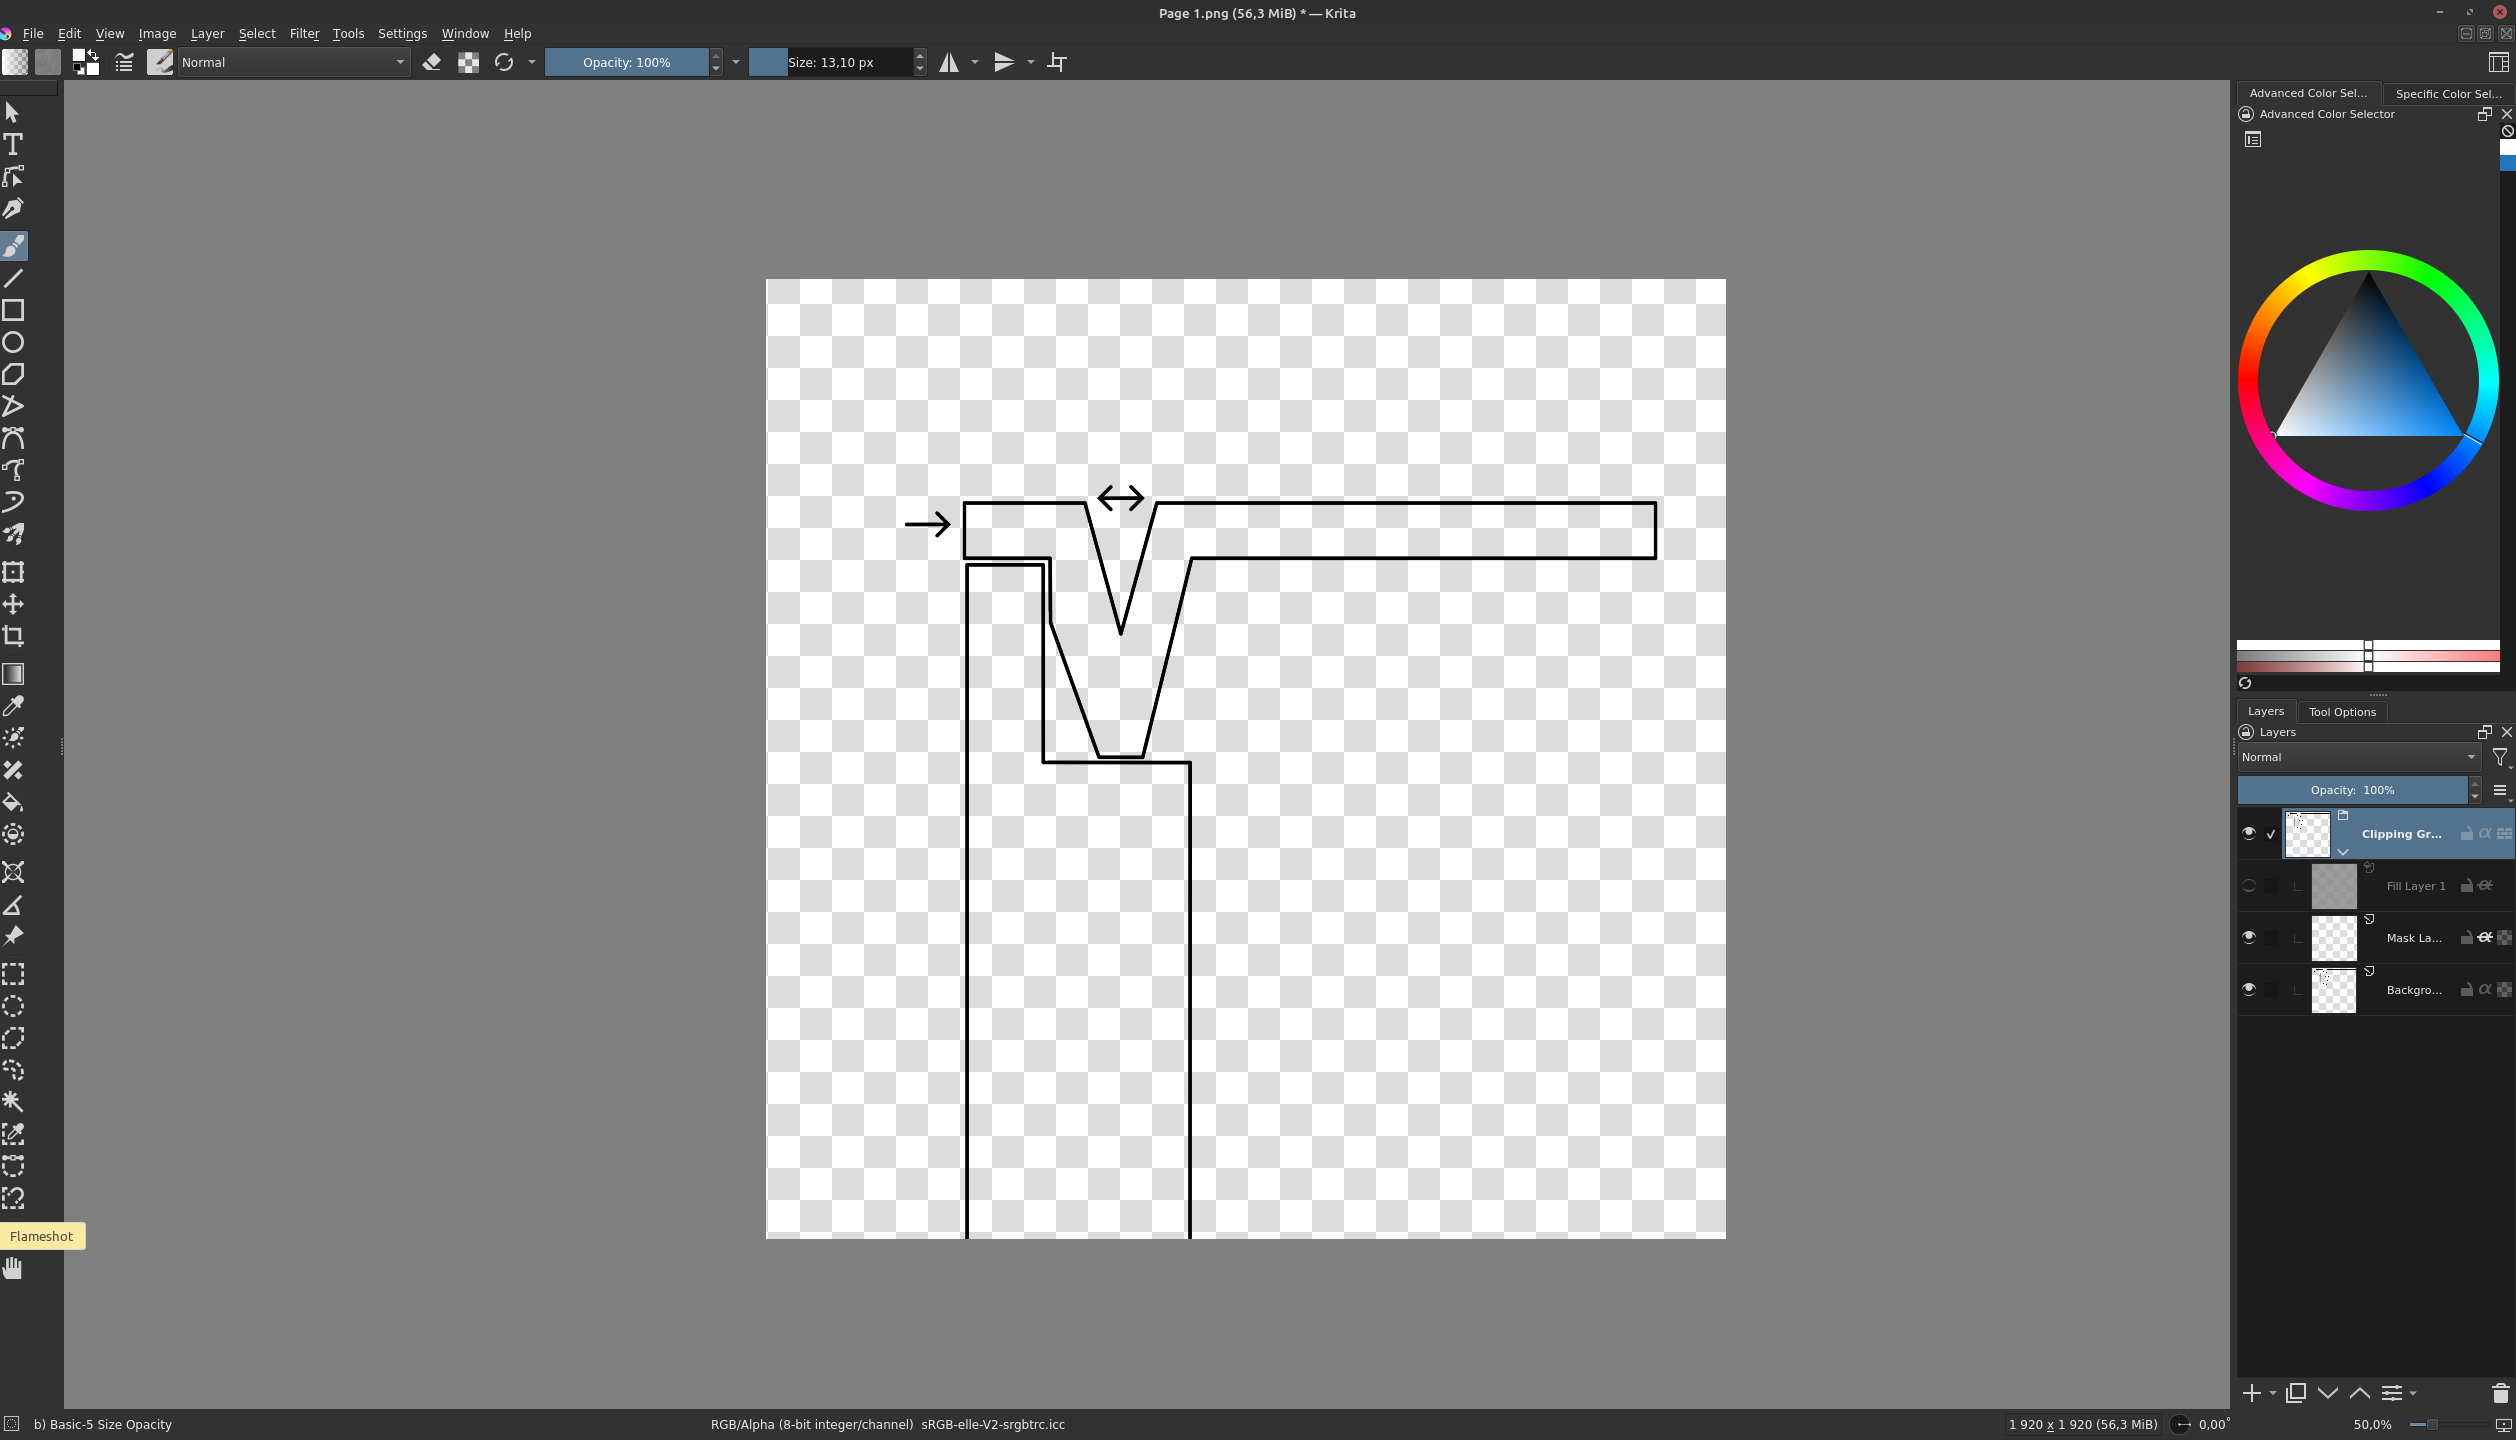 Page 1.png (56,3 MiB) * — Krita
File Edit View Image Layer Select Filter Tools Settings Window Help
Normal Opacity: 100% Size: 13,10 px
Advanced Color Sel... Specific Color Sel...
Advanced Color Selector
Layers Tool Options
Layers
Normal
Opacity: 100%
Clipping Gr...
Fill Layer 1
Mask La...
Backgro...
Flameshot
b) Basic-5 Size Opacity RGB/Alpha (8-bit integer/channel) sRGB-elle-V2-srgbtrc.icc 1 920 x 1 920 (56,3 MiB) 0,00° 50,0%